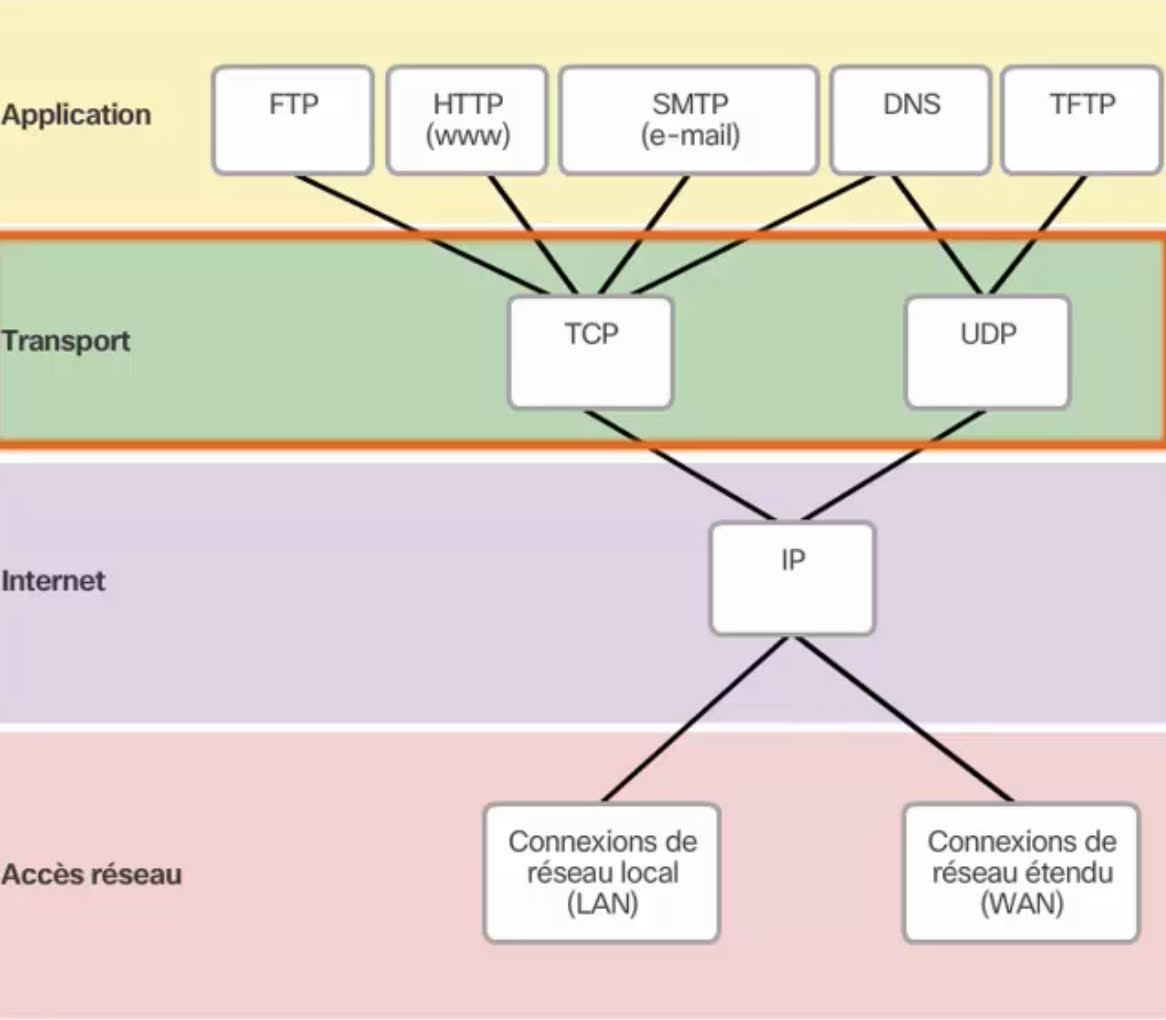 Application
FTP
HTTP
(www)
SMTP
(e-mail)
DNS
TFTP
Transport
TCP
UDP
Internet
IP
Accès réseau
Connexions de
réseau local
(LAN)
Connexions de
réseau étendu
(WAN)